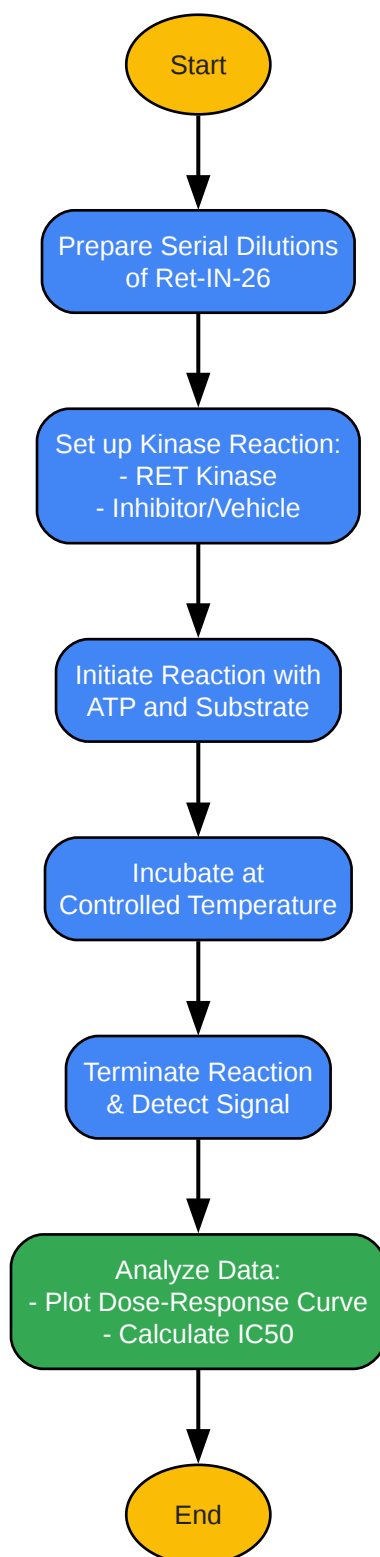 Start
Prepare Serial Dilutions
of Ret-IN-26
Set up Kinase Reaction:
- RET Kinase
- Inhibitor/Vehicle
Initiate Reaction with
ATP and Substrate
Incubate at
Controlled Temperature
Terminate Reaction
& Detect Signal
Analyze Data:
- Plot Dose-Response Curve
- Calculate IC50
End